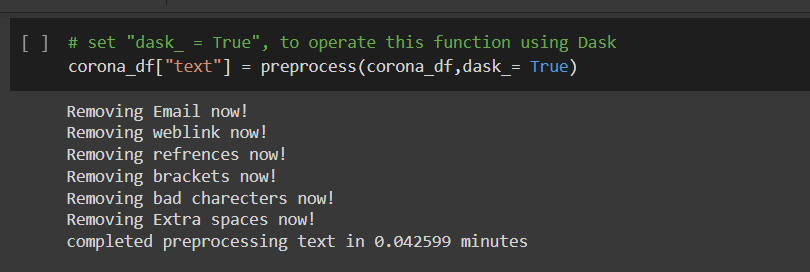 [ ] # set "dask_ = True", to operate this function using Dask
corona_df["text"] = preprocess(corona_df,dask_= True)
Removing Email now!
Removing weblink now!
Removing refrences now!
Removing brackets now!
Removing bad charecters now!
Removing Extra spaces now!
completed preprocessing text in 0.042599 minutes